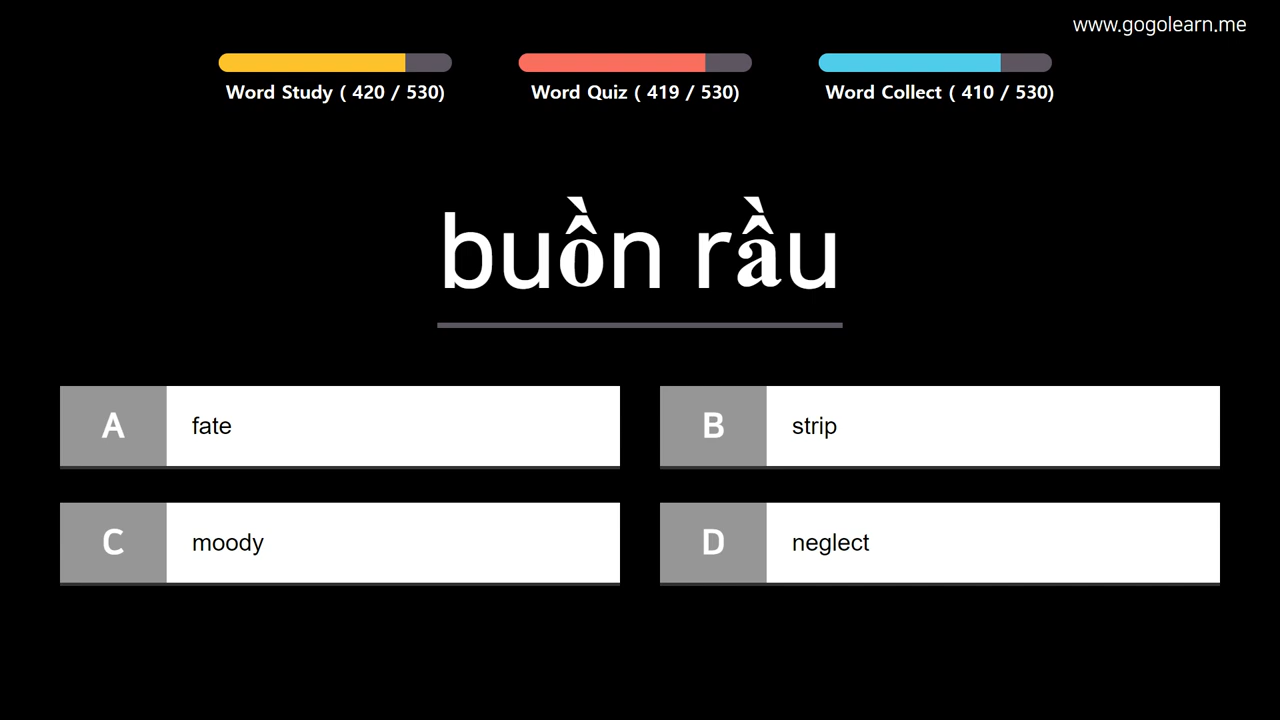 www.gogolearn.me
Word Study ( 420 / 530)
Word Quiz ( 419 / 530)
Word Collect ( 410 / 530)
buồn rầu
A fate
B strip
C moody
D neglect